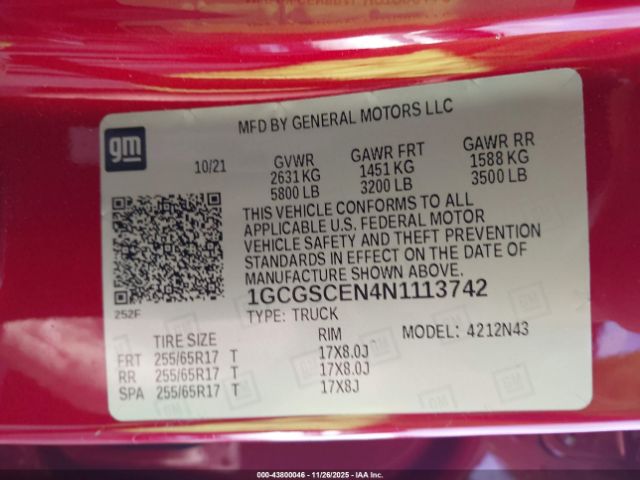 MFD BY GENERAL MOTORS LLC
gm
10/21
GVWR GAWR FRT GAWR RR
2631 KG 1451 KG 1588 KG
5800 LB 3200 LB 3500 LB
THIS VEHICLE CONFORMS TO ALL
APPLICABLE U.S. FEDERAL MOTOR
VEHICLE SAFETY AND THEFT PREVENTION
STANDARDS IN EFFECT ON THE DATE OF
MANUFACTURE SHOWN ABOVE.
252F
1GCGSCEN4N1113742
TYPE: TRUCK
TIRE SIZE RIM MODEL: 4212N43
FRT 255/65R17 T 17X8.0J
RR 255/65R17 T 17X8.0J
SPA 255/65R17 T 17X8J
000-43800046 - 11/26/2025 - IAA Inc.